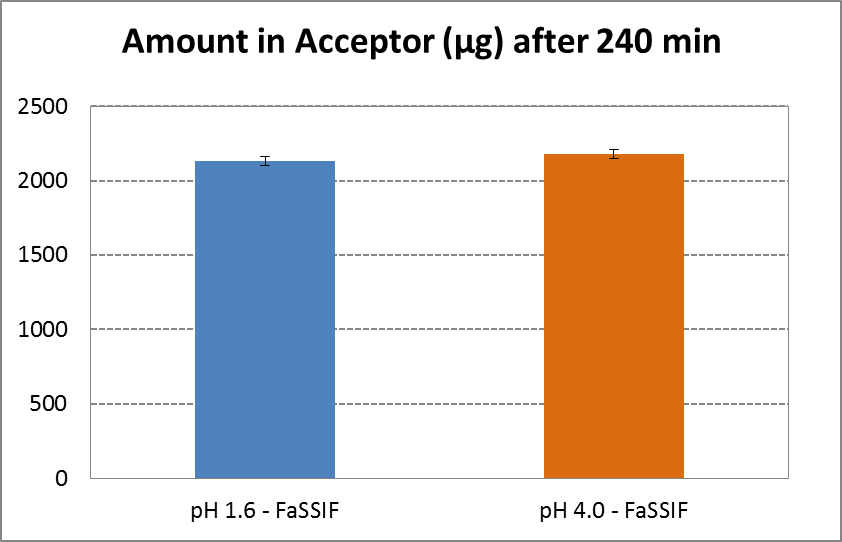 Amount in Acceptor (µg) after 240 min
2500
2000
1500
1000
500
0
pH 1.6 - FaSSIF
pH 4.0 - FaSSIF